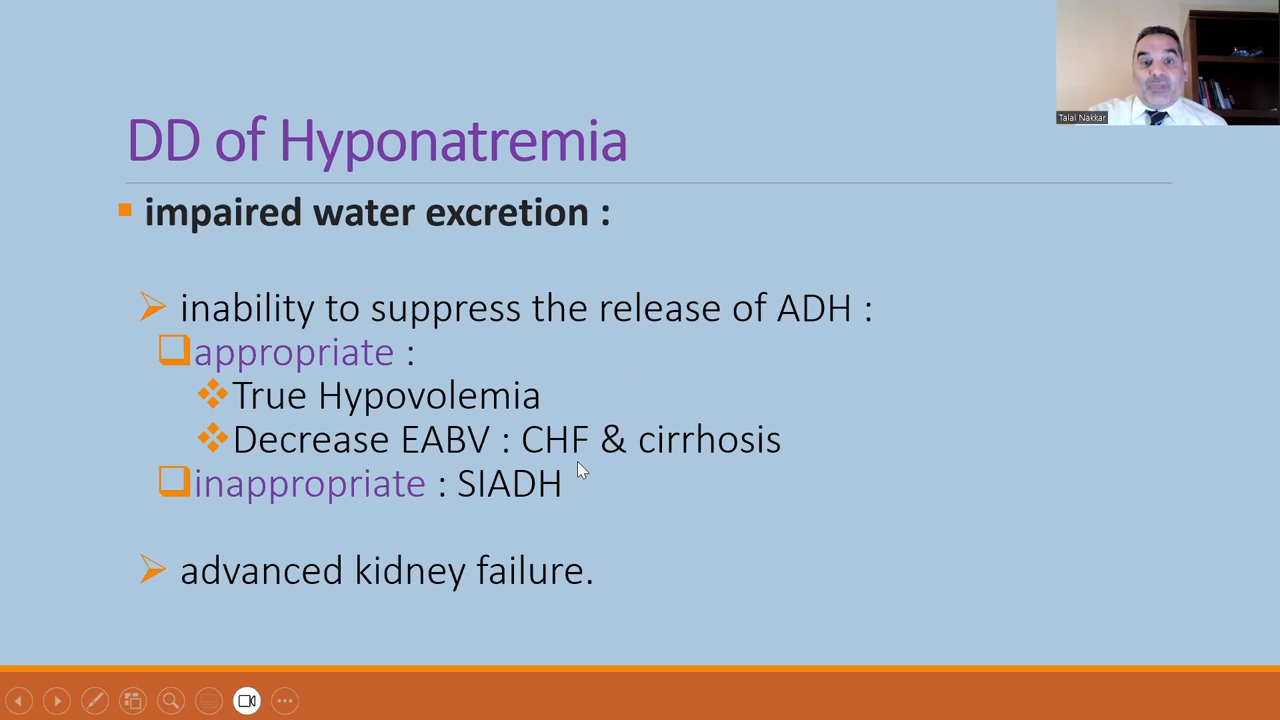 Talal Nakkar
DD of Hyponatremia
impaired water excretion :
inability to suppress the release of ADH :
appropriate :
True Hypovolemia
Decrease EABV : CHF & cirrhosis
inappropriate : SIADH
advanced kidney failure.